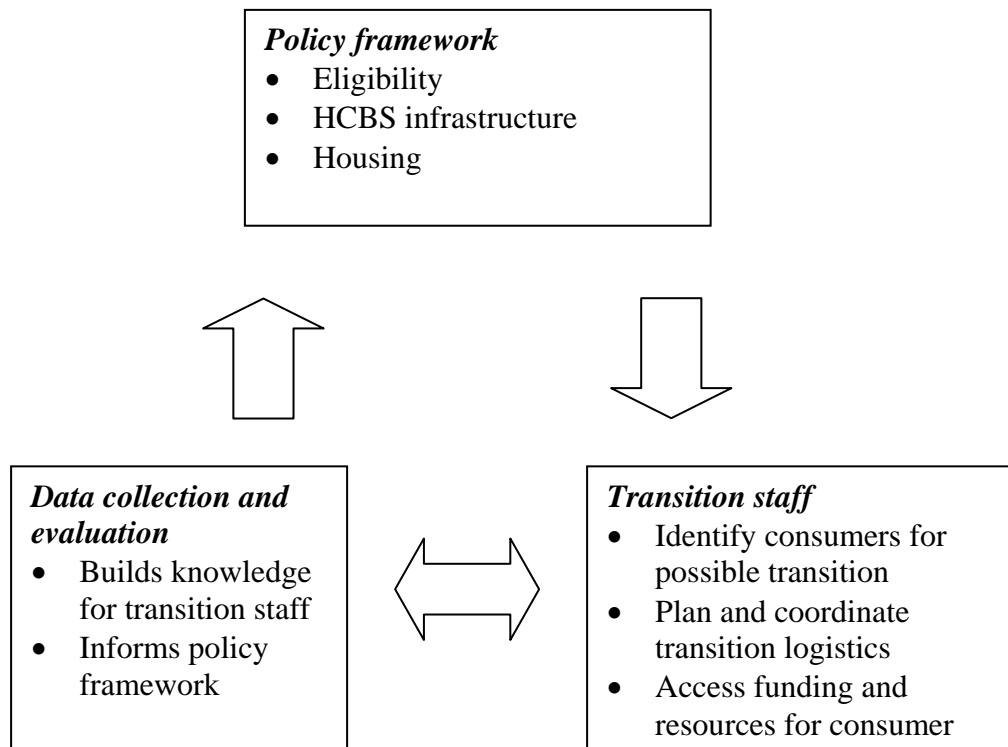 Policy framework
• Eligibility
• HCBS infrastructure
• Housing
Data collection and
evaluation
• Builds knowledge
for transition staff
• Informs policy
framework
Transition staff
• Identify consumers for
possible transition
• Plan and coordinate
transition logistics
• Access funding and
resources for consumer